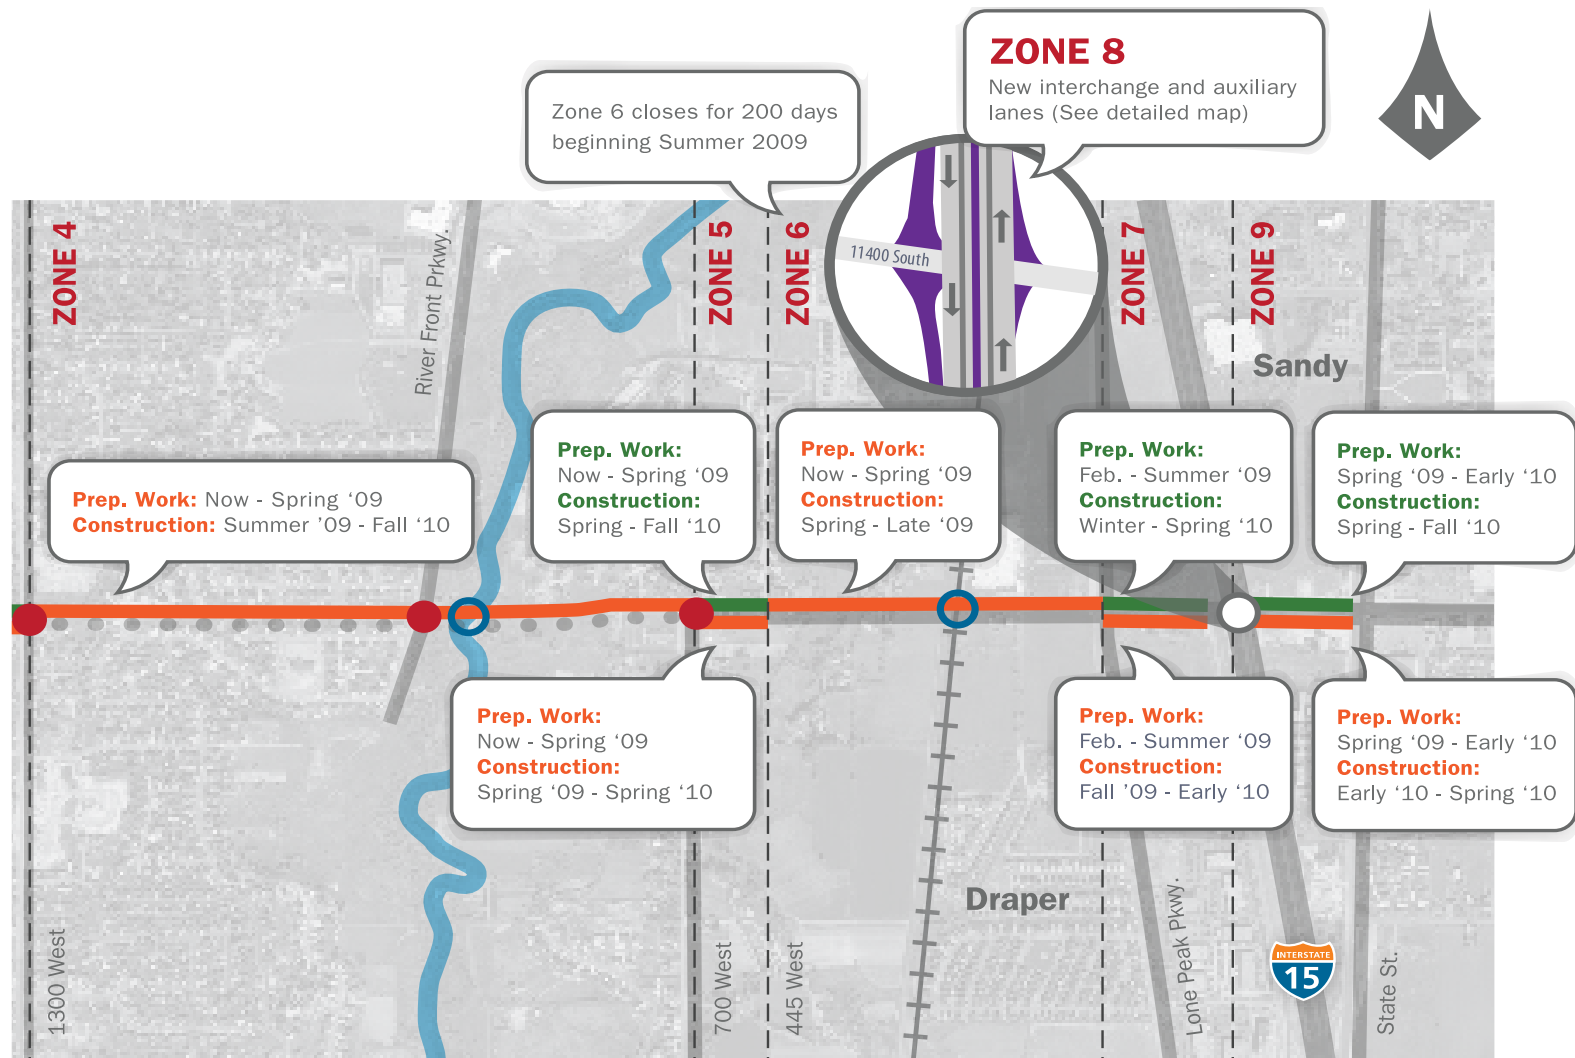 ZONE 8
New interchange and auxiliary
lanes (See detailed map)
N
Zone 6 closes for 200 days
beginning Summer 2009
ZONE 4
River Front Prkwy.
ZONE 5
ZONE 6
11400 South
ZONE 7
ZONE 9
Sandy
Prep. Work: Now - Spring ‘09
Construction: Summer ’09 - Fall ‘10
Prep. Work:
Now - Spring ‘09
Construction:
Spring - Fall ‘10
Prep. Work:
Now - Spring ‘09
Construction:
Spring - Late ‘09
Prep. Work:
Feb. - Summer ‘09
Construction:
Winter - Spring ‘10
Prep. Work:
Spring ‘09 - Early ‘10
Construction:
Spring - Fall ‘10
Prep. Work:
Now - Spring ‘09
Construction:
Spring ‘09 - Spring ‘10
Prep. Work:
Feb. - Summer ‘09
Construction:
Fall ’09 - Early ‘10
Prep. Work:
Spring ‘09 - Early ‘10
Construction:
Early ‘10 - Spring ‘10
Draper
1300 West
700 West
445 West
Lone Peak Pkwy.
INTERSTATE
15
State St.